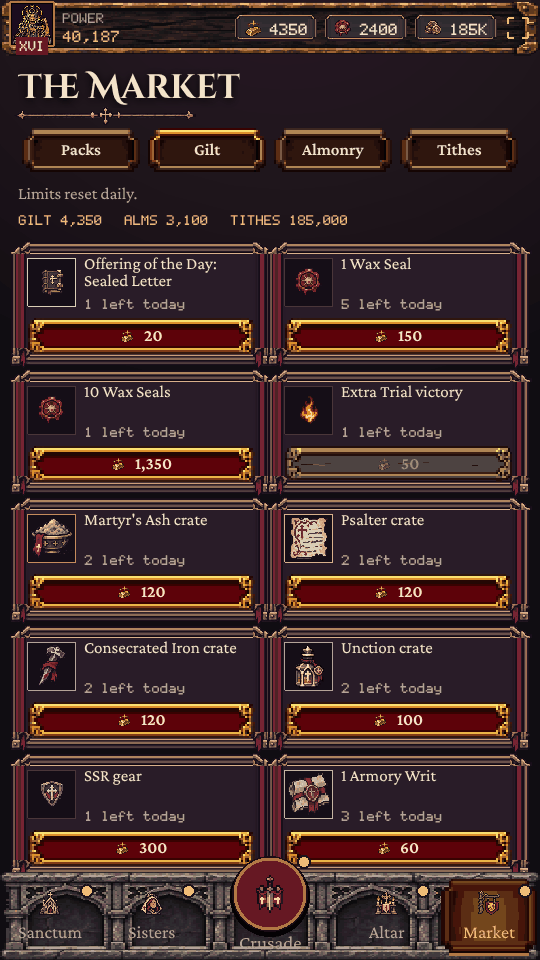 POWER
40,187
XVI
4350
2400
185K
THE MARKET
Packs
Gilt
Almonry
Tithes
Limits reset daily.
GILT 4,350 ALMS 3,100 TITHES 185,000
Offering of the Day:
Sealed Letter
1 left today
20
1 Wax Seal
5 left today
150
10 Wax Seals
1 left today
1,350
Extra Trial victory
1 left today
50
Martyr's Ash crate
2 left today
120
Psalter crate
2 left today
120
Consecrated Iron crate
2 left today
120
Unction crate
2 left today
100
SSR gear
1 left today
300
1 Armory Writ
3 left today
60
Sanctum
Sisters
Crusade
Altar
Market